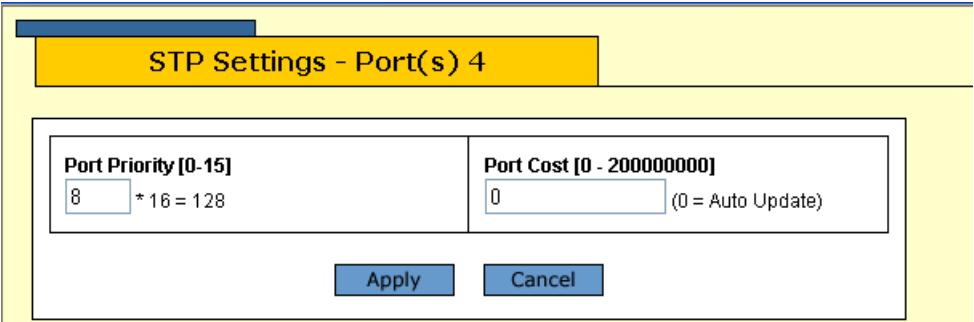 STP Settings - Port(s) 4
Port Priority [0-15]
8 * 16 = 128
Port Cost [0 - 200000000]
0 (0 = Auto Update)
Apply Cancel